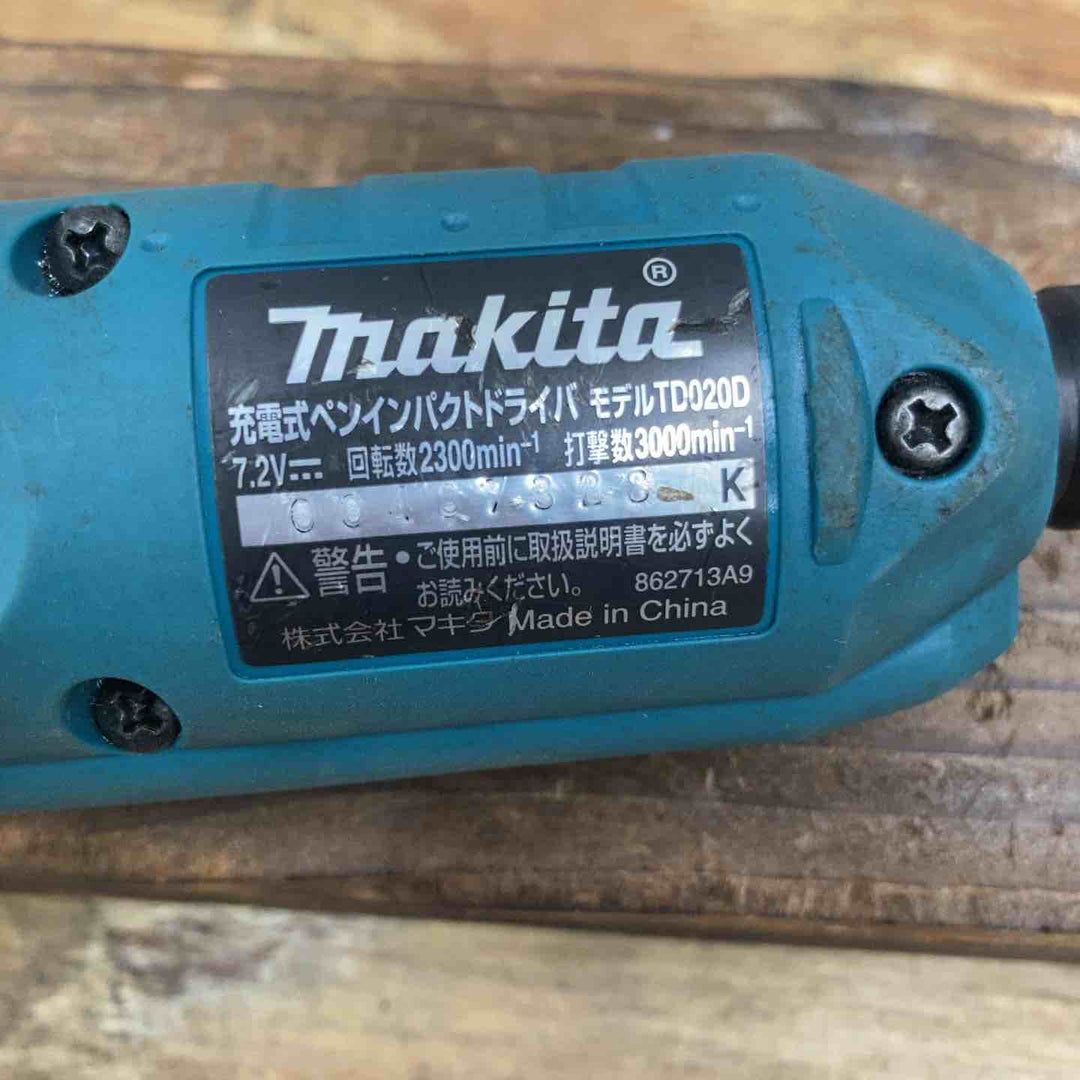 makita ®
充電式ペンインパクトドライバ モデルTD020D
7.2V⎓ 回転数2300min⁻¹ 打撃数3000min⁻¹
K
⚠警告・ご使用前に取扱説明書を必ずよく
お読みください。 862713A9
株式会社マキタ Made in China